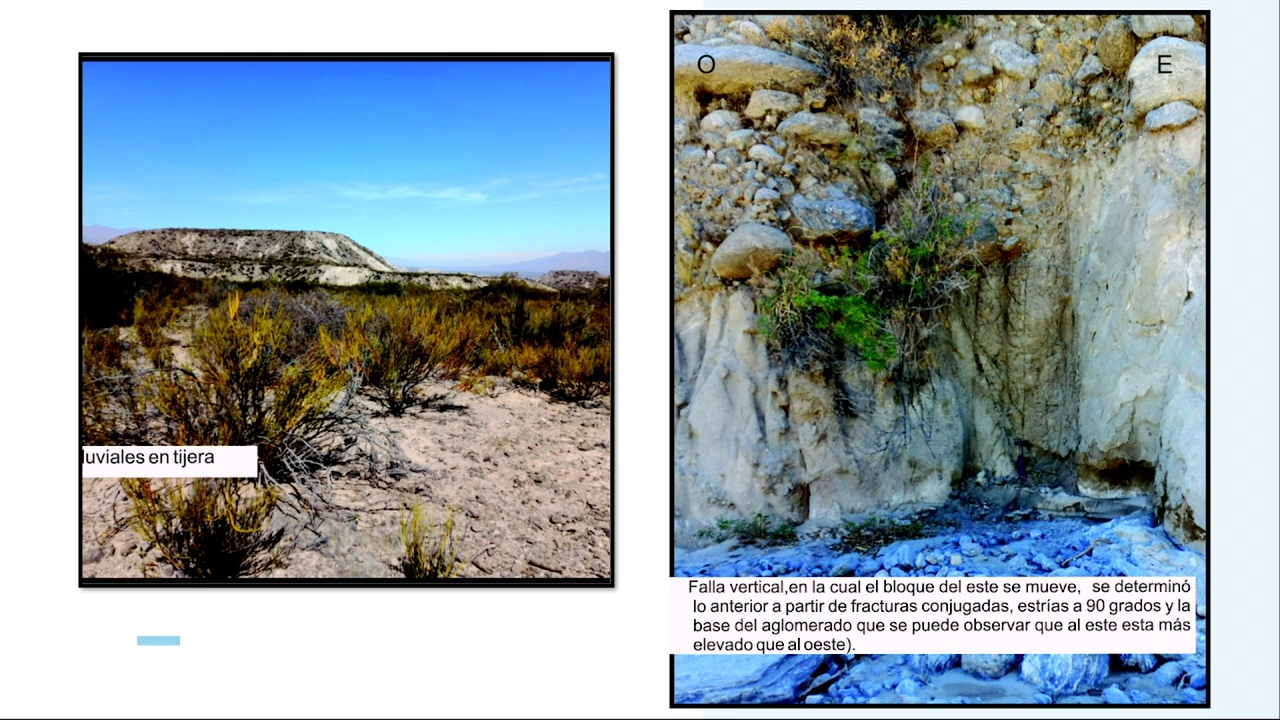 luviales en tijera
O
E
Falla vertical,en la cual el bloque del este se mueve, se determinó
lo anterior a partir de fracturas conjugadas, estrías a 90 grados y la
base del aglomerado que se puede observar que al este esta más
elevado que al oeste).